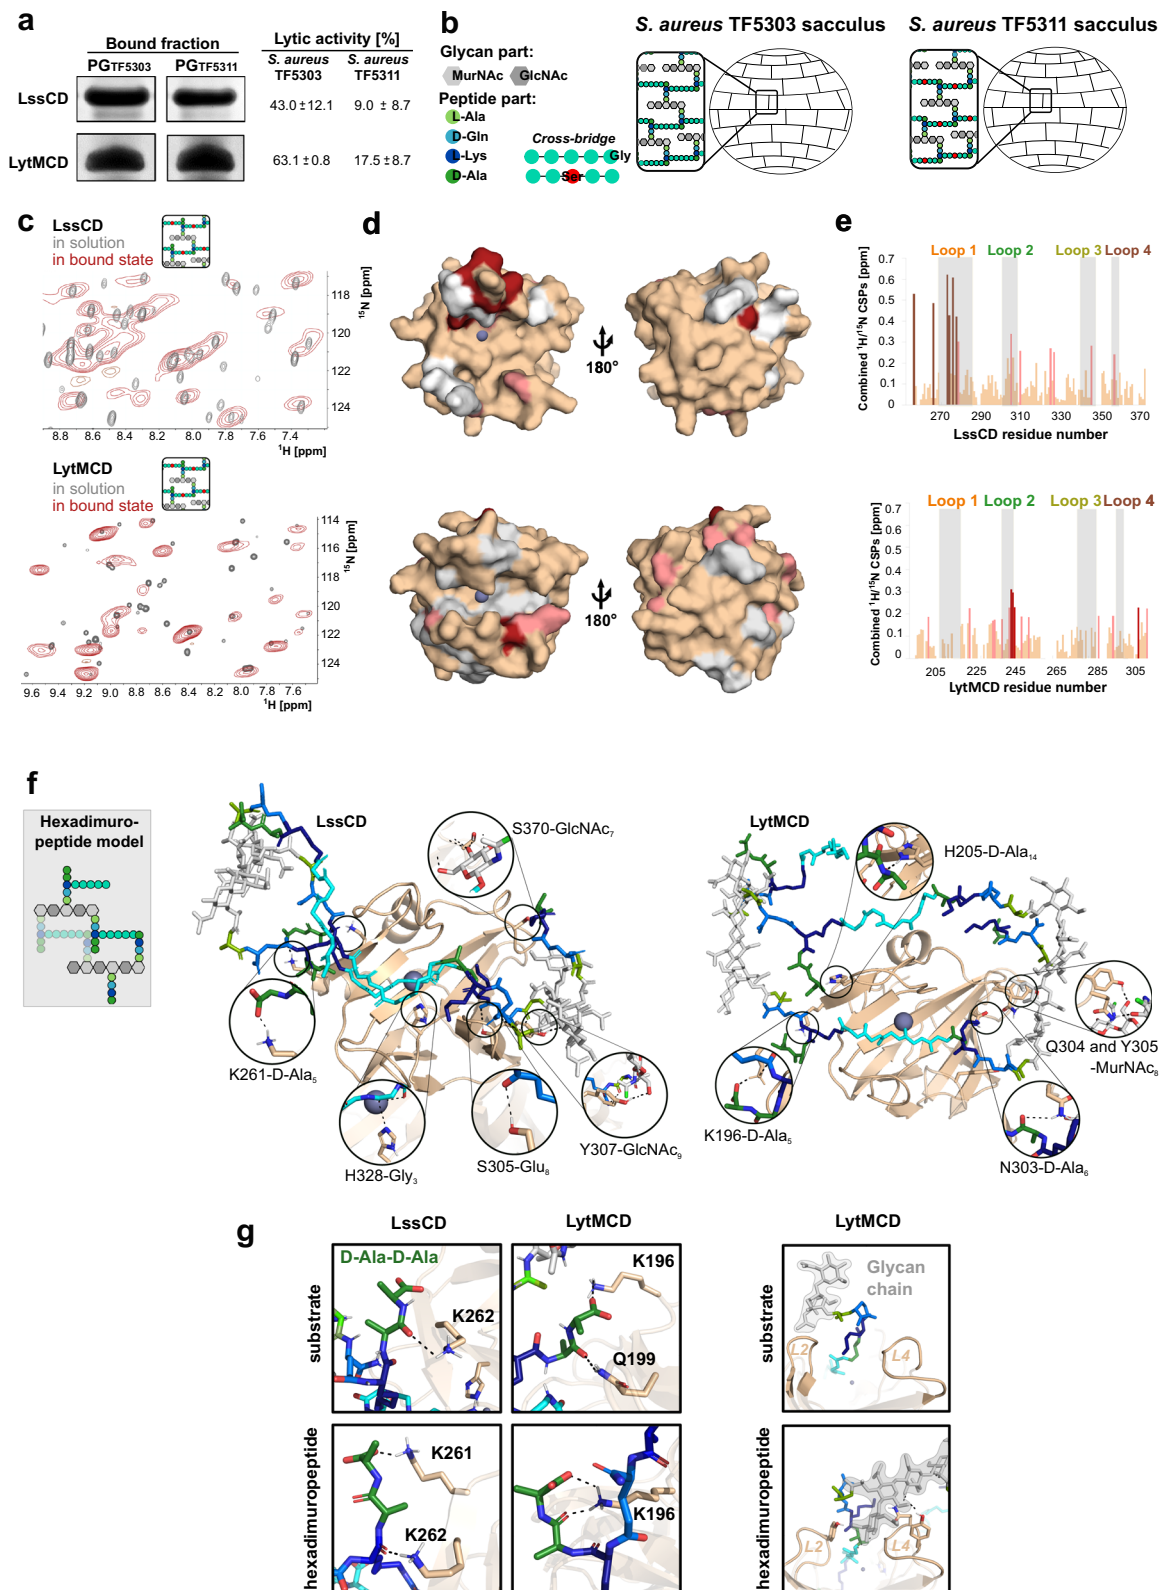 a
Bound fraction
PGTF5303 PGTF5311
LssCD
LytMCD
Lytic activity [%]
S. aureus TF5303
S. aureus TF5311
43.0±12.1 9.0 ± 8.7
63.1 ±0.8 17.5±8.7
b
Glycan part:
MurNAc GlcNAc
Peptide part:
L-Ala
D-Gln
L-Lys
D-Ala
Cross-bridge
Gly
Ser
S. aureus TF5303 sacculus
S. aureus TF5311 sacculus
c
LssCD
in solution
in bound state
118
120
122
124
15N [ppm]
8.8 8.6 8.4 8.2 8.0 7.8 7.6 7.4
1H [ppm]
LytMCD
in solution
in bound state
114
116
118
120
122
124
15N [ppm]
9.6 9.4 9.2 9.0 8.8 8.6 8.4 8.2 8.0 7.8 7.6
1H [ppm]
d
180°
180°
e
Loop 1 Loop 2 Loop 3 Loop 4
Combined 1H/15N CSPs [ppm]
0.7
0.6
0.5
0.4
0.3
0.2
0.1
0
270 290 310 330 350 370
LssCD residue number
Loop 1 Loop 2 Loop 3 Loop 4
Combined 1H/15N CSPs [ppm]
0.7
0.6
0.5
0.4
0.3
0.2
0.1
0
205 225 245 265 285 305
LytMCD residue number
f
Hexadimuro-
peptide model
LssCD
S370-GlcNAc7
K261-D-Ala5
H328-Gly3
S305-Glu8
Y307-GlcNAc9
LytMCD
H205-D-Ala14
Q304 and Y305
-MurNAc8
K196-D-Ala5
N303-D-Ala6
g
LssCD LytMCD LytMCD
substrate
D-Ala-D-Ala
K262
K196
Q199
substrate
Glycan
chain
L2 L4
hexadimuropeptide
K261
K262
K196
hexadimuropeptide
L2 L4